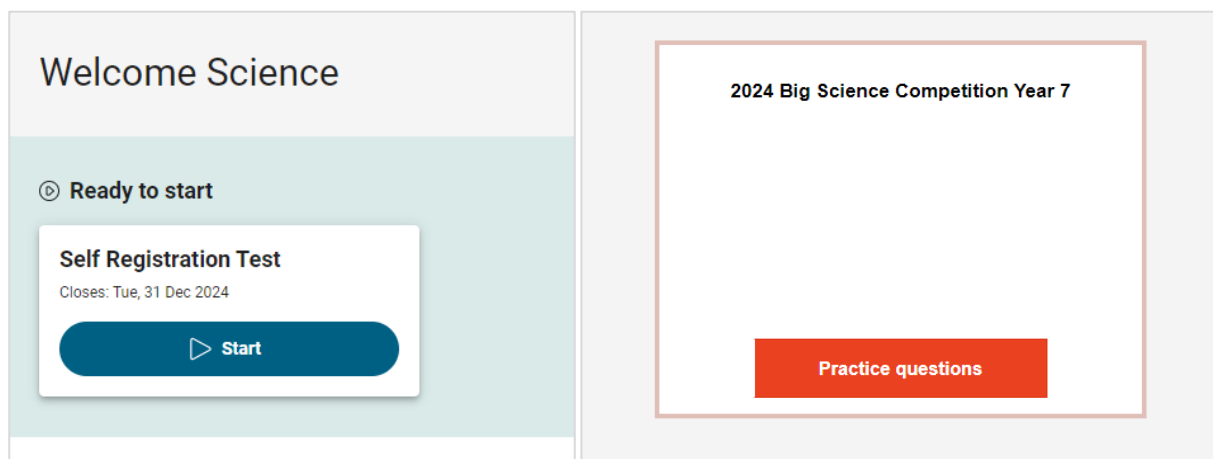 Welcome Science
Ready to start
Self Registration Test
Closes: Tue, 31 Dec 2024
Start
2024 Big Science Competition Year 7
Practice questions